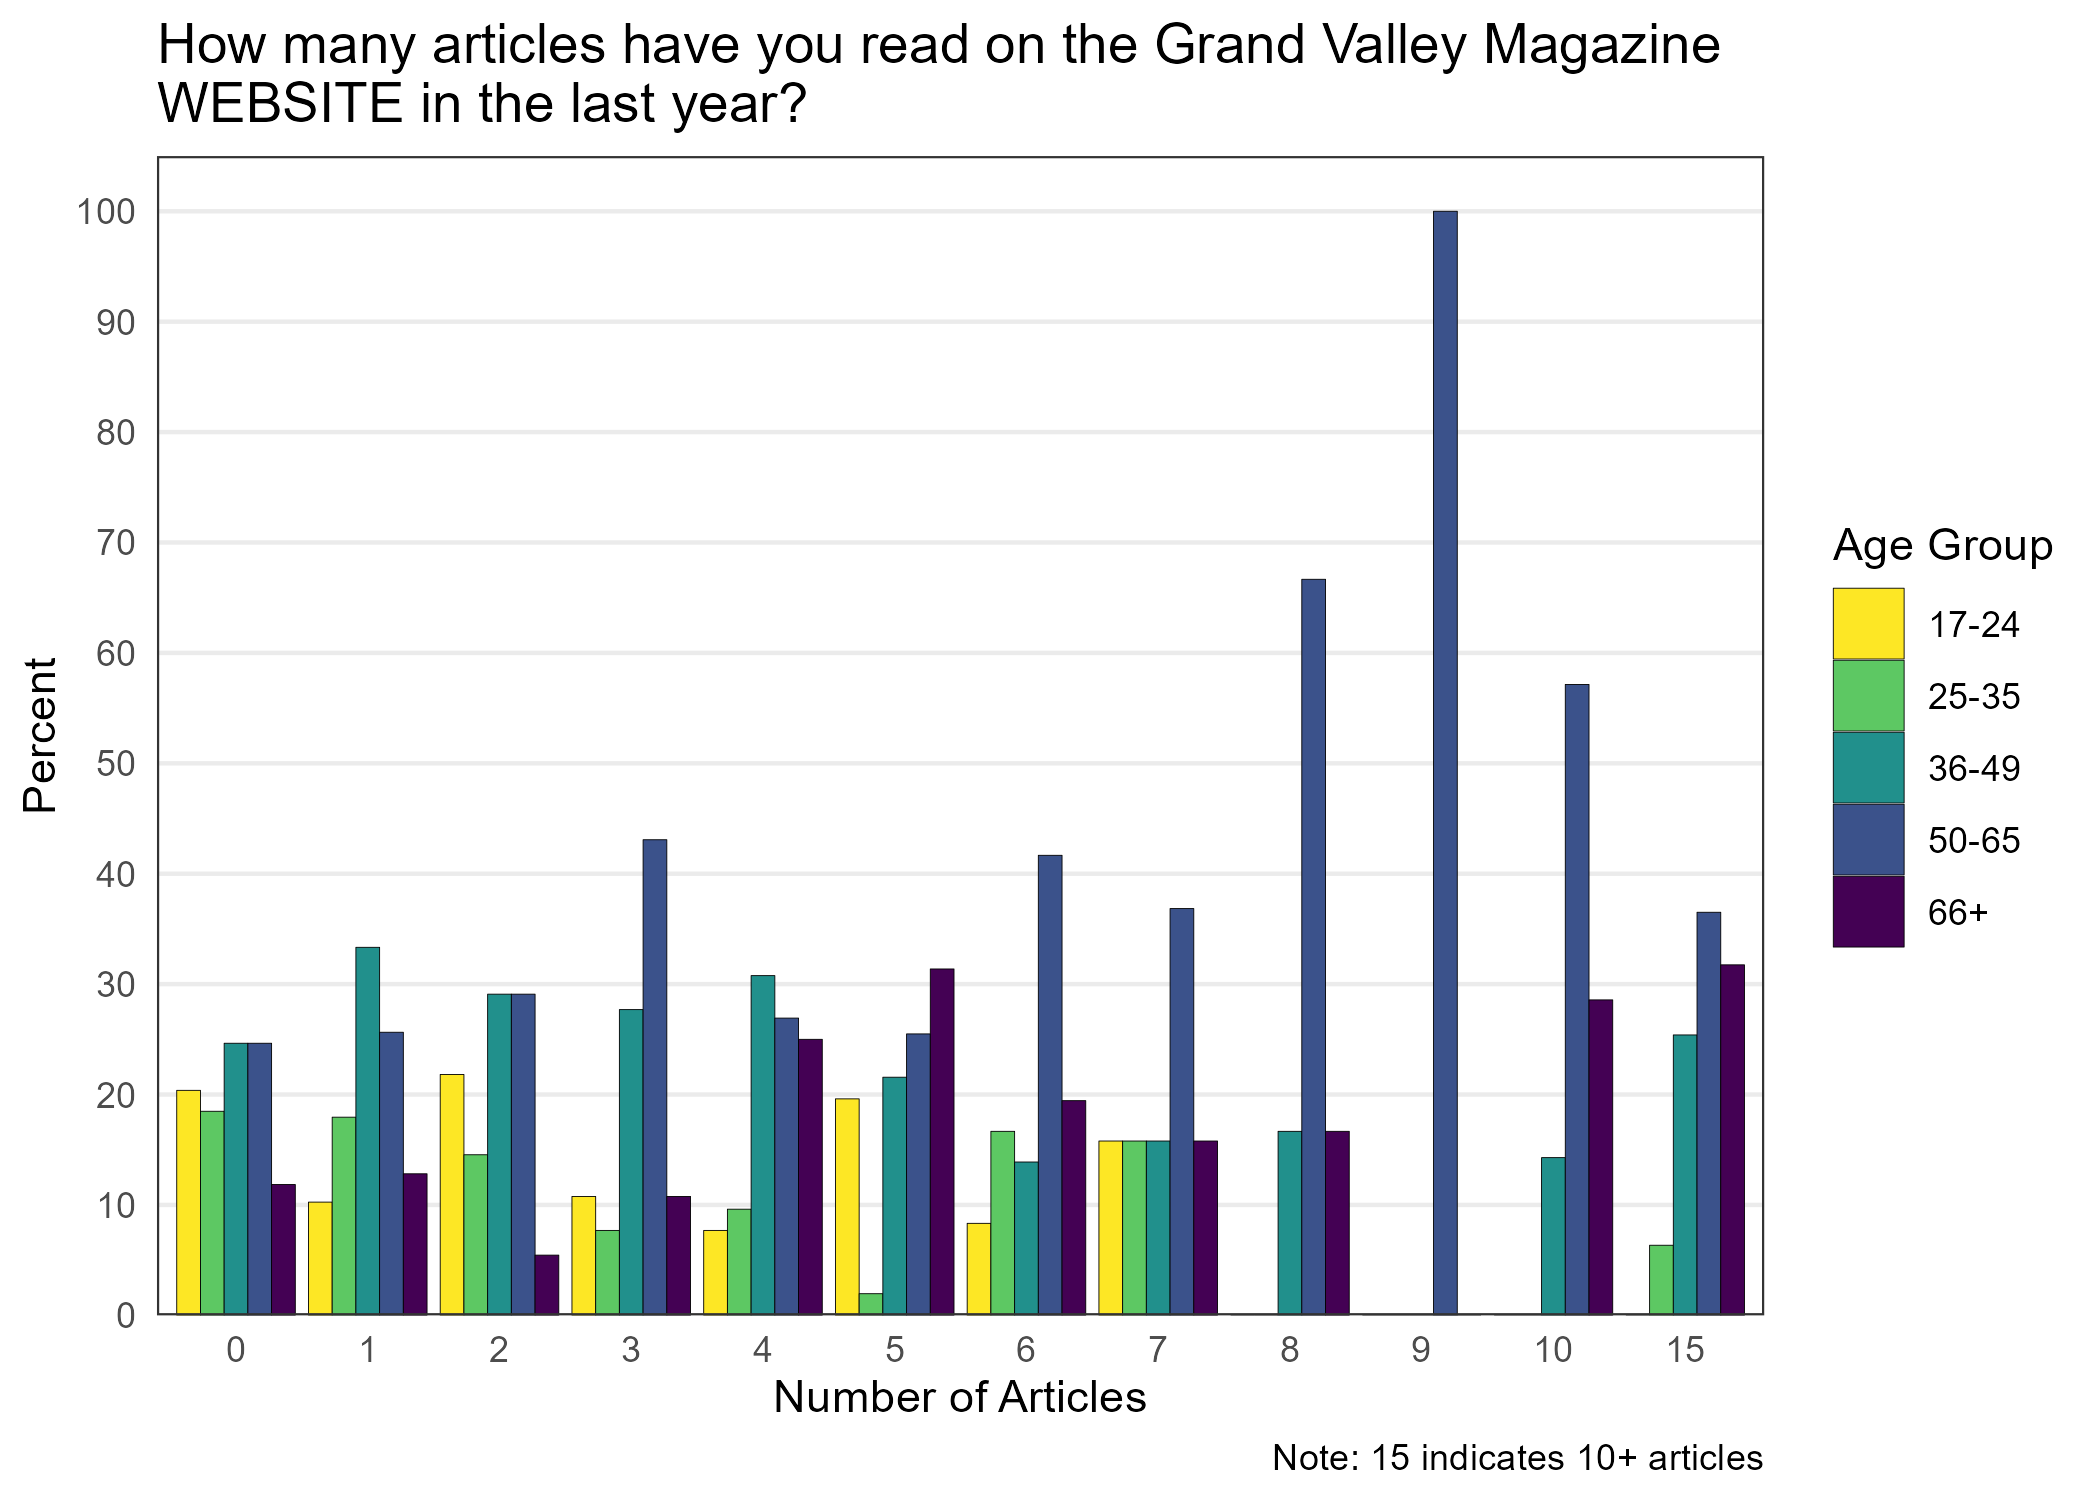 How many articles have you read on the Grand Valley Magazine
WEBSITE in the last year?
Percent
100
90
80
70
60
50
40
30
20
10
0
0 1 2 3 4 5 6 7 8 9 10 15
Number of Articles
Age Group
17-24
25-35
36-49
50-65
66+
Note: 15 indicates 10+ articles